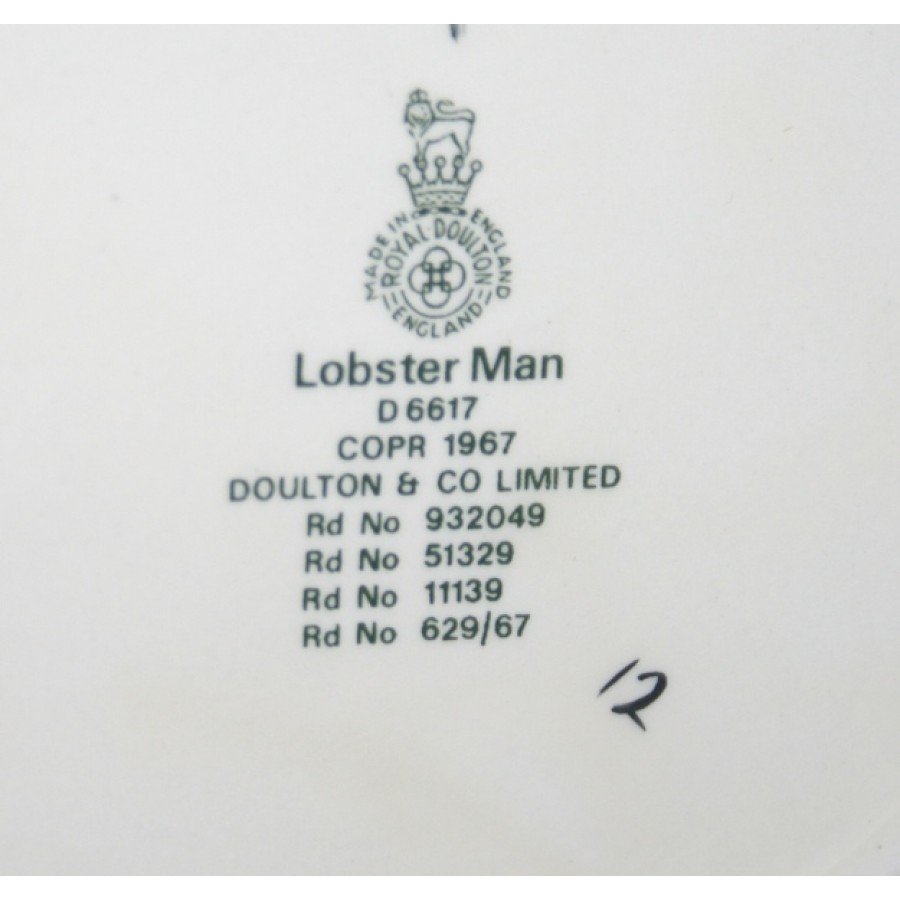 MADE IN ENGLAND
ROYAL DOULTON
ENGLAND
Lobster Man
D 6617
COPR 1967
DOULTON & CO LIMITED
Rd No 932049
Rd No 51329
Rd No 11139
Rd No 629/67
12